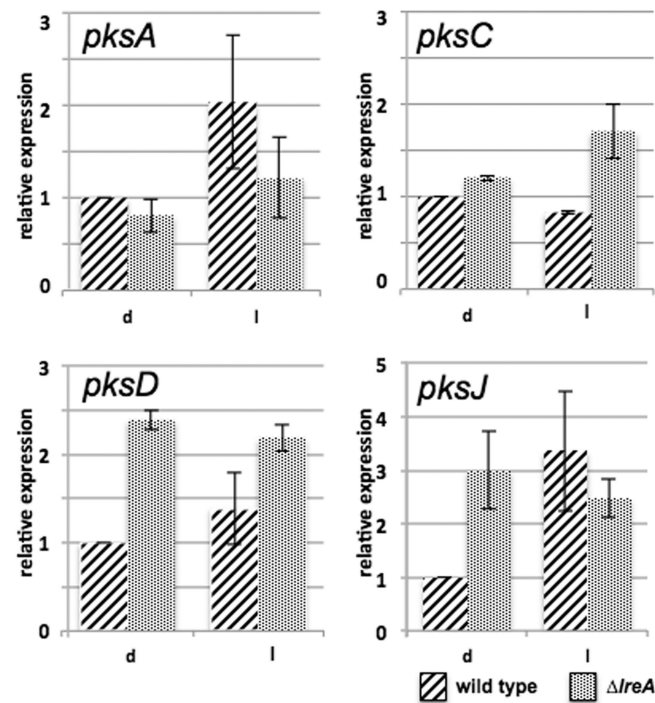 pksA
relative expression
3
2
1
0
d
l
pksC
relative expression
3
2
1
0
d
l
pksD
relative expression
3
2
1
0
d
l
pksJ
relative expression
5
4
3
2
1
0
d
l
wild type
ΔlreA